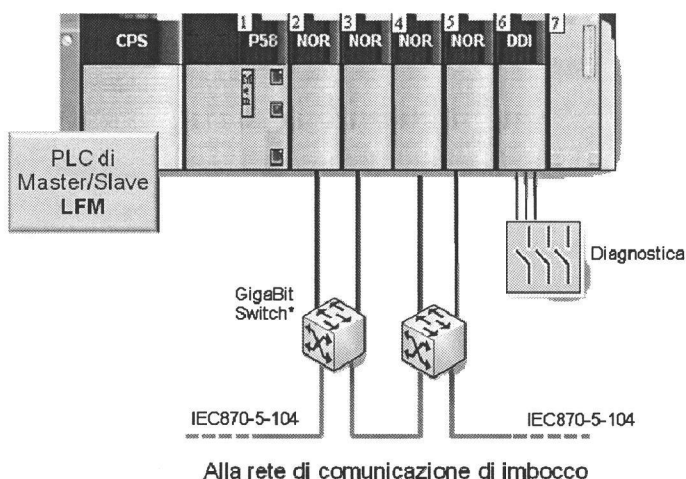 1 2 3 4 5 6 7
CPS P58 NOR NOR NOR NOR DDI
PLC di
Master/Slave
LFM
Diagnostica
GigaBit
Switch*
IEC870-5-104 IEC870-5-104
Alla rete di comunicazione di imbocco